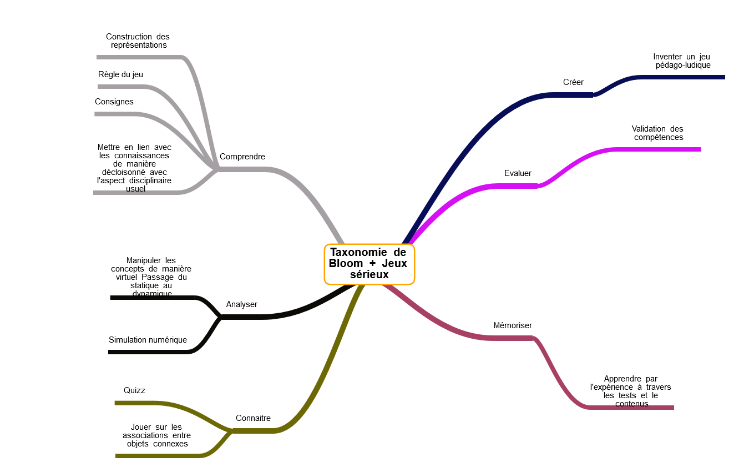 Construction des
représentations
Règle du jeu
Consignes
Mettre en lien avec
les connaissances
de manière
décloisonné avec
l'aspect disciplinaire
usuel
Comprendre
Manipuler les
concepts de manière
virtuel Passage du
statique au
dynamique
Simulation numérique
Analyser
Quizz
Jouer sur les
associations entre
objets connexes
Connaitre
Taxonomie de
Bloom + Jeux
sérieux
Créer
Inventer un jeu
pédago-ludique
Evaluer
Validation des
compétences
Mémoriser
Apprendre par
l'expérience à travers
les tests et le
contenus